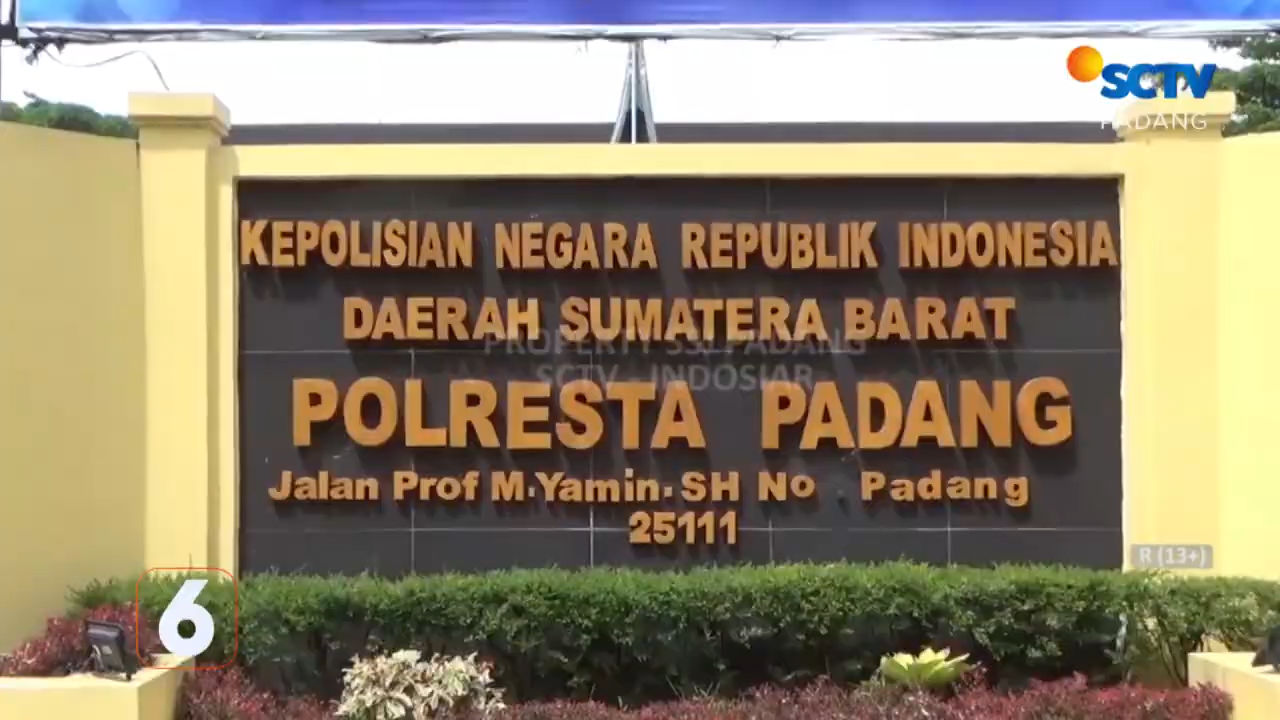 SCTV
PADANG
KEPOLISIAN NEGARA REPUBLIK INDONESIA
DAERAH SUMATERA BARAT
PROPERTY SSI PADANG
SCTV - INDOSIAR
POLRESTA PADANG
Jalan Prof M.Yamin.SH No . Padang
25111
R (13+)
6